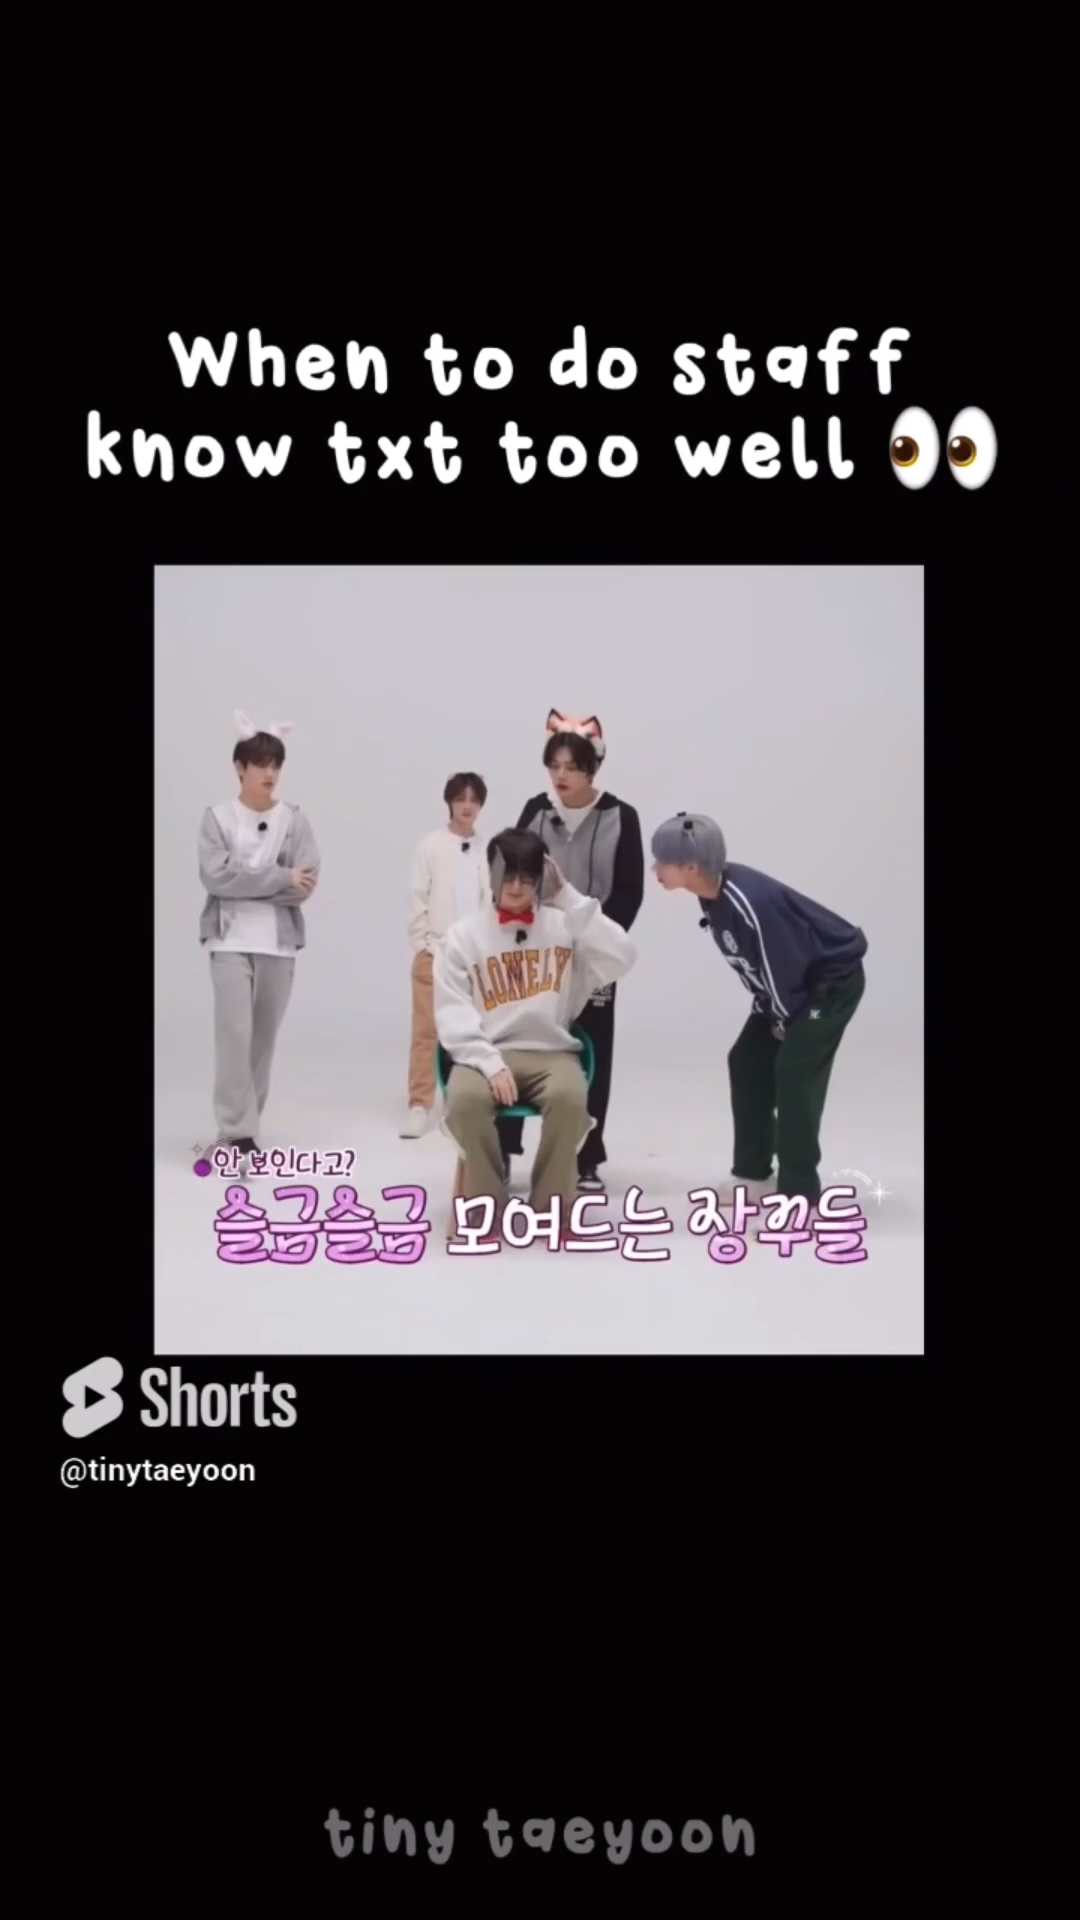 When to do staff
know txt too well 👀
LONELY
안 보인다고?
슬금슬금 모여드는 장꾸들
Shorts
@tinytaeyoon
tiny taeyoon